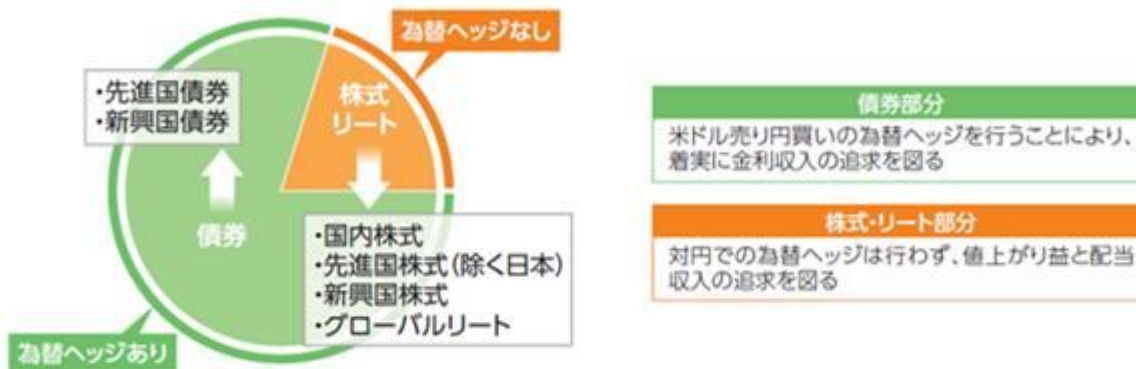 為替ヘッジなし
・先進国債券
・新興国債券
株式
リート
債券
・国内株式
・先進国株式(除く日本)
・新興国株式
・グローバルリート
為替ヘッジあり
債券部分
米ドル売り円買いの為替ヘッジを行うことにより、
着実に金利収入の追求を図る
株式・リート部分
対円での為替ヘッジは行わず、値上がり益と配当
収入の追求を図る